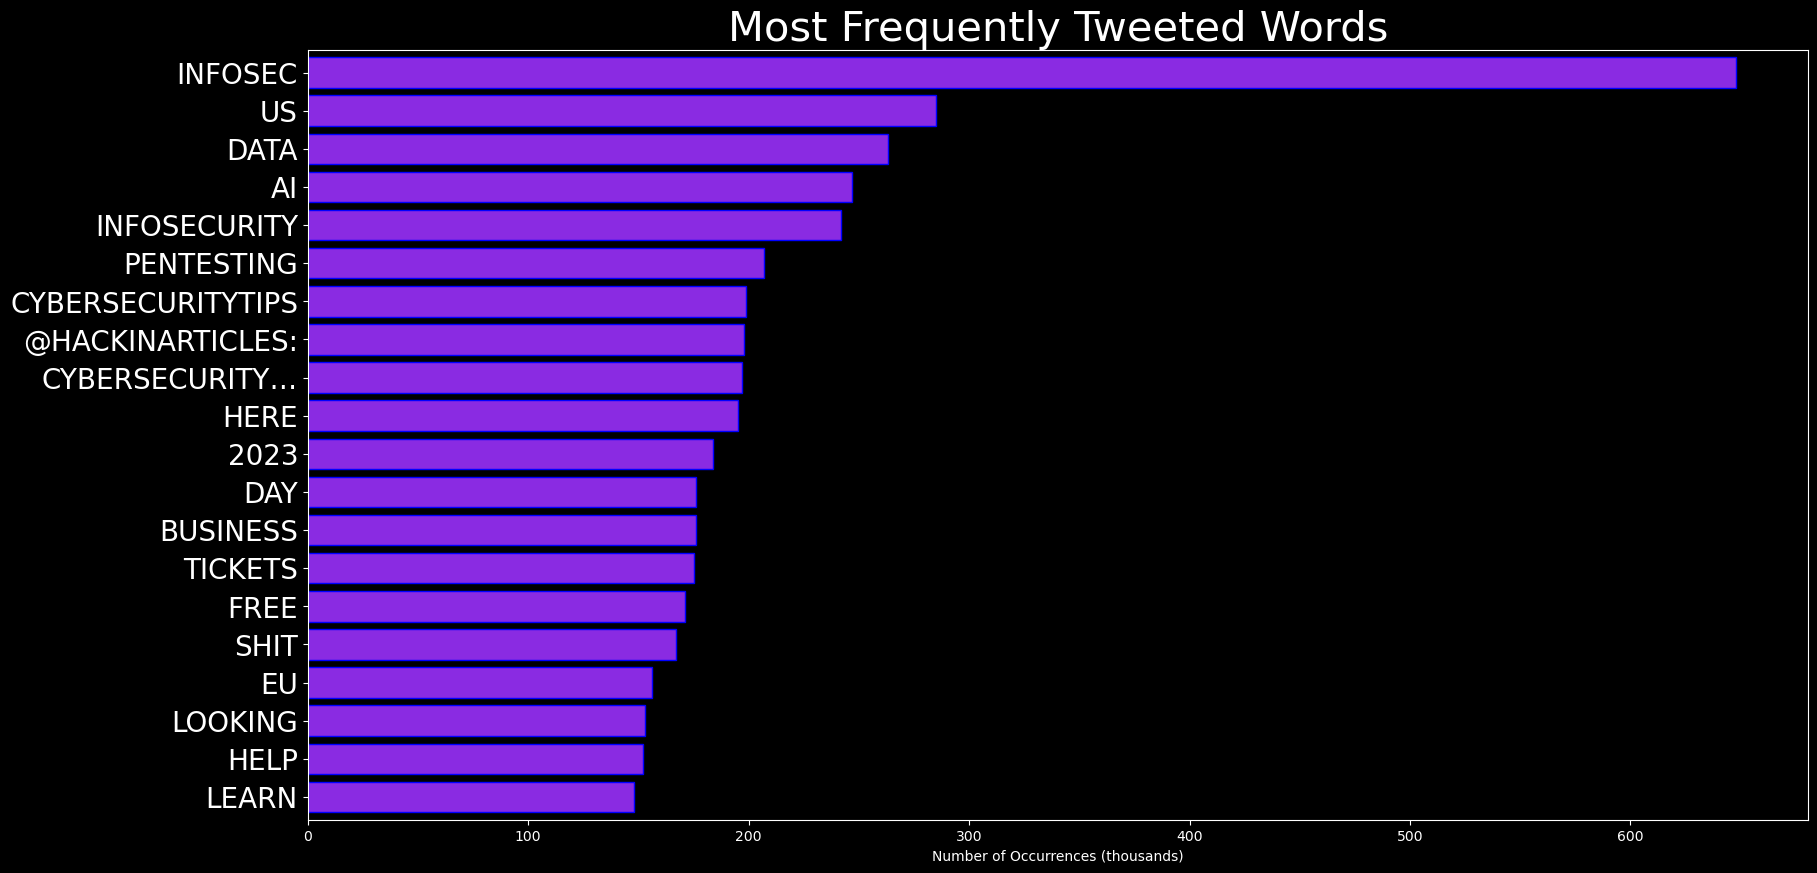 Most Frequently Tweeted Words
INFOSEC
US
DATA
AI
INFOSECURITY
PENTESTING
CYBERSECURITYTIPS
@HACKINARTICLES:
CYBERSECURITY…
HERE
2023
DAY
BUSINESS
TICKETS
FREE
SHIT
EU
LOOKING
HELP
LEARN
0 100 200 300 400 500 600
Number of Occurrences (thousands)